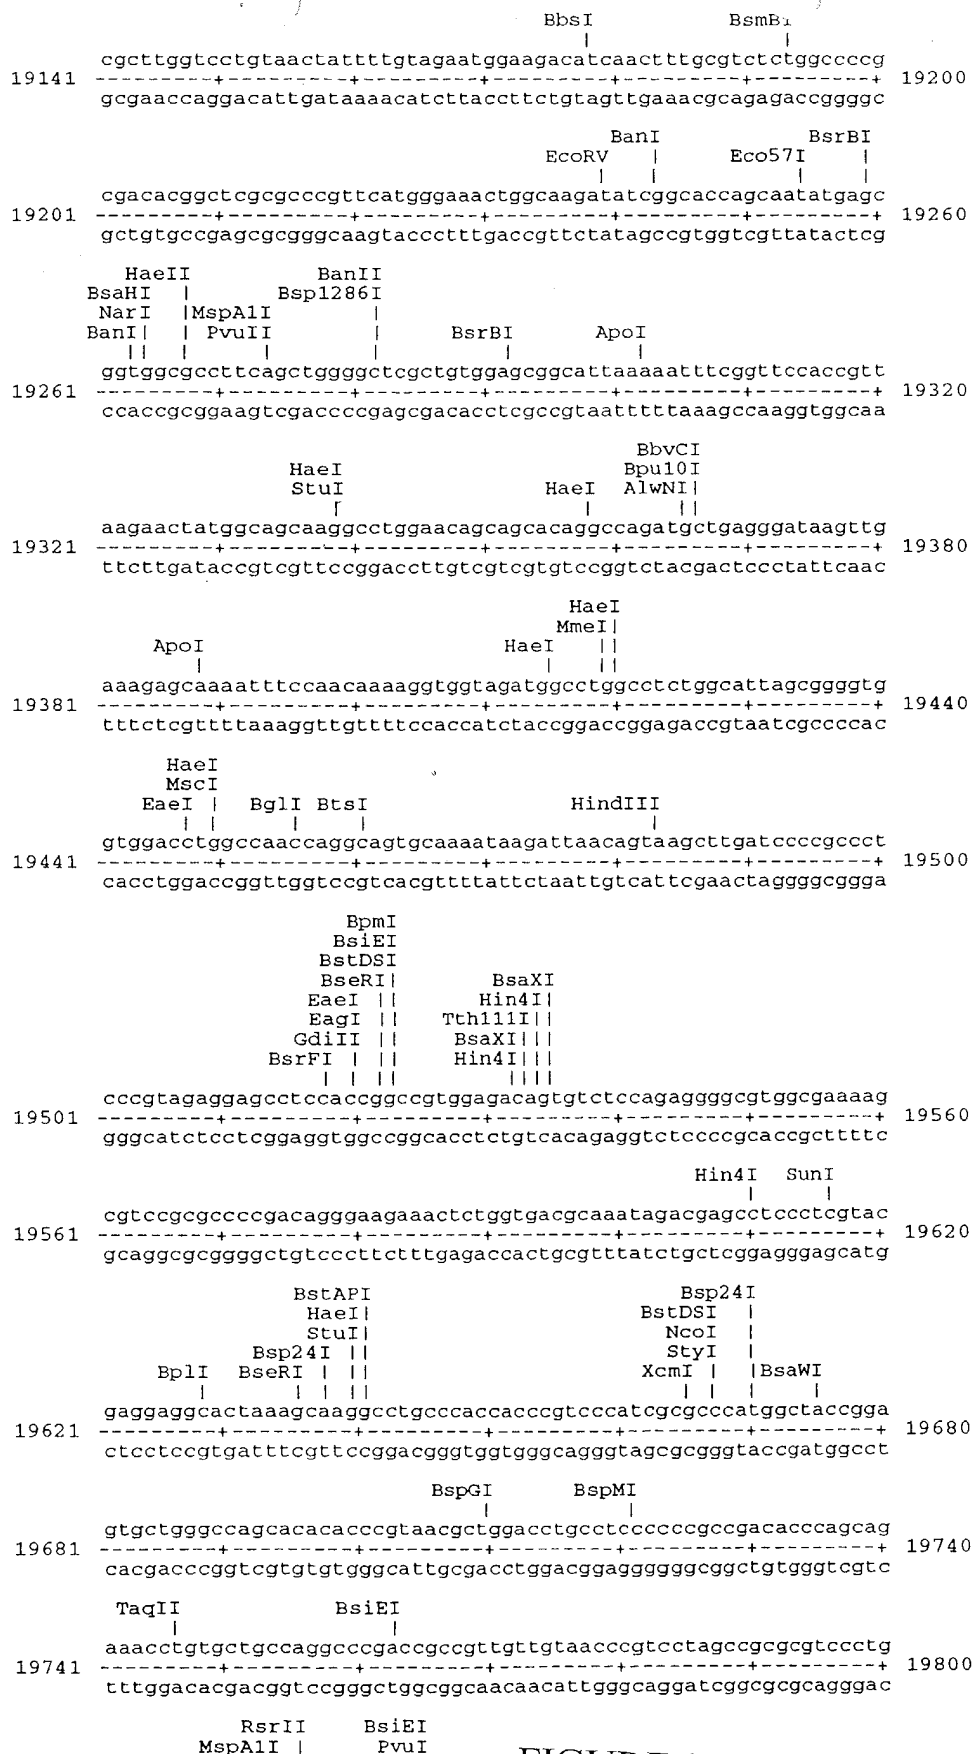 BbsI BsmBI
cgcttggtcctgtaactattttgtagaatggaagacatcaactttgcgtctctggccccg
19141 ---------+---------+---------+---------+---------+---------+ 19200
gcgaaccaggacattgataaaacatcttaccttctgtagttgaaacgcagagaccggggc
BanI BsrBI
EcoRV | Eco57I |
cgacacggctcgcgcccgttcatgggaaactggcaagatatcggcaccagcaatatgagc
19201 ---------+---------+---------+---------+---------+---------+ 19260
gctgtgccgagcgcgggcaagtaccctttgaccgttctatagccgtggtcgttatactcg
HaeII BanII
BsaHI | Bsp1286I
NarI |MspA1I |
BanI| | PvuII | BsrBI ApoI
ggtggcgccttcagctggggctcgctgtggagcggcattaaaaatttcggttccaccgtt
19261 ---------+---------+---------+---------+---------+---------+ 19320
ccaccgcggaagtcgaccccgagcgacacctcgccgtaatttttaaagccaaggtggcaa
BbvCI
HaeI Bpu10I
StuI HaeI AlwNI|
aagaactatggcagcaaggcctggaacagcagcacaggccagatgctgagggataagttg
19321 ---------+---------+---------+---------+---------+---------+ 19380
ttcttgataccgtcgttccggaccttgtcgtcgtgtccggtctacgactccctattcaac
HaeI
MmeI|
ApoI HaeI ||
aaagagcaaaatttccaacaaaaggtggtagatggcctggcctctggcattagcggggtg
19381 ---------+---------+---------+---------+---------+---------+ 19440
tttctcgttttaaaggttgttttccaccatctaccggaccggagaccgtaatcgccccac
HaeI
MscI
EaeI | BglI BtsI HindIII
gtggacctggccaaccaggcagtgcaaaataagattaacagtaagcttgatccccgccct
19441 ---------+---------+---------+---------+---------+---------+ 19500
cacctggaccggttggtccgtcacgttttattctaattgtcattcgaactaggggcggga
BpmI
BsiEI
BstDSI
BseRI| BsaXI
EaeI || Hin4I|
EagI || Tth111I||
GdiII || BsaXI|||
BsrFI | || Hin4I|||
cccgtagaggagcctccaccggccgtggagacagtgtctccagaggggcgtggcgaaaag
19501 ---------+---------+---------+---------+---------+---------+ 19560
gggcatctcctcggaggtggccggcacctctgtcacagaggtctccccgcaccgcttttc
Hin4I SunI
cgtccgcgccccgacagggaagaaactctggtgacgcaaatagacgagcctccctcgtac
19561 ---------+---------+---------+---------+---------+---------+ 19620
gcaggcgcggggctgtcccttctttgagaccactgcgtttatctgctcggagggagcatg
BstAPI Bsp24I
HaeI| BstDSI |
StuI| NcoI |
Bsp24I || StyI |
BplI BseRI | || XcmI | |BsaWI
gaggaggcactaaagcaaggcctgcccaccacccgtcccatcgcgcccatggctaccgga
19621 ---------+---------+---------+---------+---------+---------+ 19680
ctcctccgtgatttcgttccggacgggtggtgggcagggtagcgcgggtaccgatggcct
BspGI BspMI
gtgctgggccagcacacacccgtaacgctggacctgcctccccccgccgacacccagcag
19681 ---------+---------+---------+---------+---------+---------+ 19740
cacgacccggtcgtgtgtgggcattgcgacctggacggaggggggcggctgtgggtcgtc
TaqII BsiEI
aaacctgtgctgccaggcccgaccgccgttgttgtaacccgtcctagccgcgcgtccctg
19741 ---------+---------+---------+---------+---------+---------+ 19800
tttggacacgacggtccgggctggcggcaacaacattgggcaggatcggcgcgcagggac
RsrII BsiEI
MspA1I | PvuI